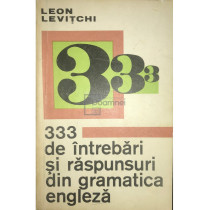 LEON
LEVIȚCHI
333
333
de întrebări
și răspunsuri
din gramatica
engleză